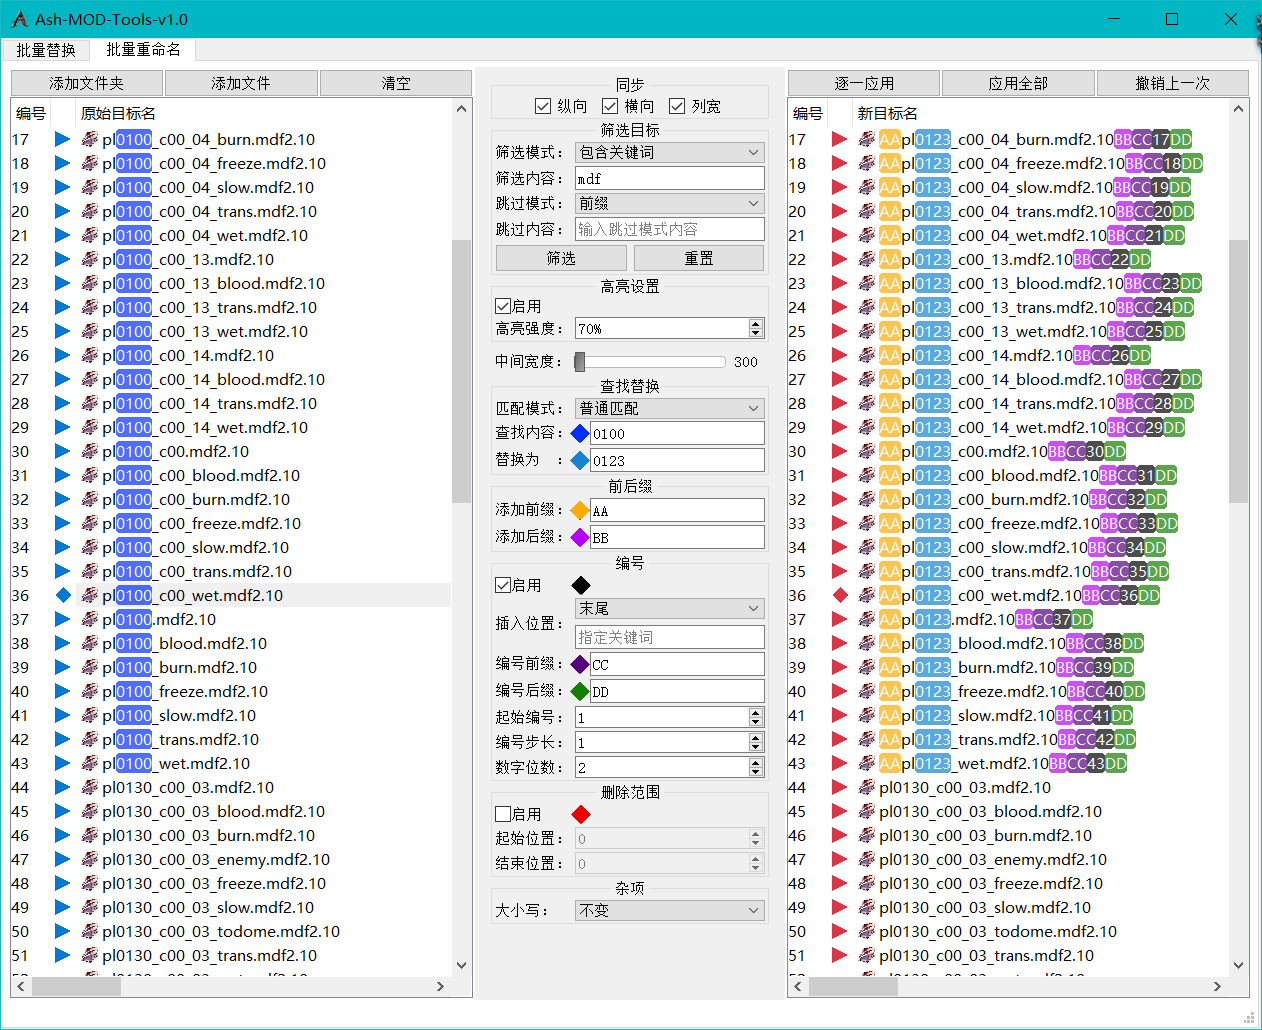 Ash-MOD-Tools-v1.0
批量替换
批量重命名
添加文件夹
添加文件
清空
编号
原始目标名
17 pl0100_c00_04_burn.mdf2.10
18 pl0100_c00_04_freeze.mdf2.10
19 pl0100_c00_04_slow.mdf2.10
20 pl0100_c00_04_trans.mdf2.10
21 pl0100_c00_04_wet.mdf2.10
22 pl0100_c00_13.mdf2.10
23 pl0100_c00_13_blood.mdf2.10
24 pl0100_c00_13_trans.mdf2.10
25 pl0100_c00_13_wet.mdf2.10
26 pl0100_c00_14.mdf2.10
27 pl0100_c00_14_blood.mdf2.10
28 pl0100_c00_14_trans.mdf2.10
29 pl0100_c00_14_wet.mdf2.10
30 pl0100_c00.mdf2.10
31 pl0100_c00_blood.mdf2.10
32 pl0100_c00_burn.mdf2.10
33 pl0100_c00_freeze.mdf2.10
34 pl0100_c00_slow.mdf2.10
35 pl0100_c00_trans.mdf2.10
36 pl0100_c00_wet.mdf2.10
37 pl0100.mdf2.10
38 pl0100_blood.mdf2.10
39 pl0100_burn.mdf2.10
40 pl0100_freeze.mdf2.10
41 pl0100_slow.mdf2.10
42 pl0100_trans.mdf2.10
43 pl0100_wet.mdf2.10
44 pl0130_c00_03.mdf2.10
45 pl0130_c00_03_blood.mdf2.10
46 pl0130_c00_03_burn.mdf2.10
47 pl0130_c00_03_enemy.mdf2.10
48 pl0130_c00_03_freeze.mdf2.10
49 pl0130_c00_03_slow.mdf2.10
50 pl0130_c00_03_todome.mdf2.10
51 pl0130_c00_03_trans.mdf2.10
同步
纵向 横向 列宽
筛选目标
筛选模式: 包含关键词
筛选内容: mdf
跳过模式: 前缀
跳过内容: 输入跳过模式内容
筛选 重置
高亮设置
启用
高亮强度: 70%
中间宽度: 300
查找替换
匹配模式: 普通匹配
查找内容: 0100
替换为 : 0123
前后缀
添加前缀: AA
添加后缀: BB
编号
启用
插入位置: 末尾
指定关键词
编号前缀: CC
编号后缀: DD
起始编号: 1
编号步长: 1
数字位数: 2
删除范围
启用
起始位置: 0
结束位置: 0
杂项
大小写: 不变
逐一应用
应用全部
撤销上一次
编号
新目标名
17 AApl0123_c00_04_burn.mdf2.10BBCC17DD
18 AApl0123_c00_04_freeze.mdf2.10BBCC18DD
19 AApl0123_c00_04_slow.mdf2.10BBCC19DD
20 AApl0123_c00_04_trans.mdf2.10BBCC20DD
21 AApl0123_c00_04_wet.mdf2.10BBCC21DD
22 AApl0123_c00_13.mdf2.10BBCC22DD
23 AApl0123_c00_13_blood.mdf2.10BBCC23DD
24 AApl0123_c00_13_trans.mdf2.10BBCC24DD
25 AApl0123_c00_13_wet.mdf2.10BBCC25DD
26 AApl0123_c00_14.mdf2.10BBCC26DD
27 AApl0123_c00_14_blood.mdf2.10BBCC27DD
28 AApl0123_c00_14_trans.mdf2.10BBCC28DD
29 AApl0123_c00_14_wet.mdf2.10BBCC29DD
30 AApl0123_c00.mdf2.10BBCC30DD
31 AApl0123_c00_blood.mdf2.10BBCC31DD
32 AApl0123_c00_burn.mdf2.10BBCC32DD
33 AApl0123_c00_freeze.mdf2.10BBCC33DD
34 AApl0123_c00_slow.mdf2.10BBCC34DD
35 AApl0123_c00_trans.mdf2.10BBCC35DD
36 AApl0123_c00_wet.mdf2.10BBCC36DD
37 AApl0123.mdf2.10BBCC37DD
38 AApl0123_blood.mdf2.10BBCC38DD
39 AApl0123_burn.mdf2.10BBCC39DD
40 AApl0123_freeze.mdf2.10BBCC40DD
41 AApl0123_slow.mdf2.10BBCC41DD
42 AApl0123_trans.mdf2.10BBCC42DD
43 AApl0123_wet.mdf2.10BBCC43DD
44 pl0130_c00_03.mdf2.10
45 pl0130_c00_03_blood.mdf2.10
46 pl0130_c00_03_burn.mdf2.10
47 pl0130_c00_03_enemy.mdf2.10
48 pl0130_c00_03_freeze.mdf2.10
49 pl0130_c00_03_slow.mdf2.10
50 pl0130_c00_03_todome.mdf2.10
51 pl0130_c00_03_trans.mdf2.10